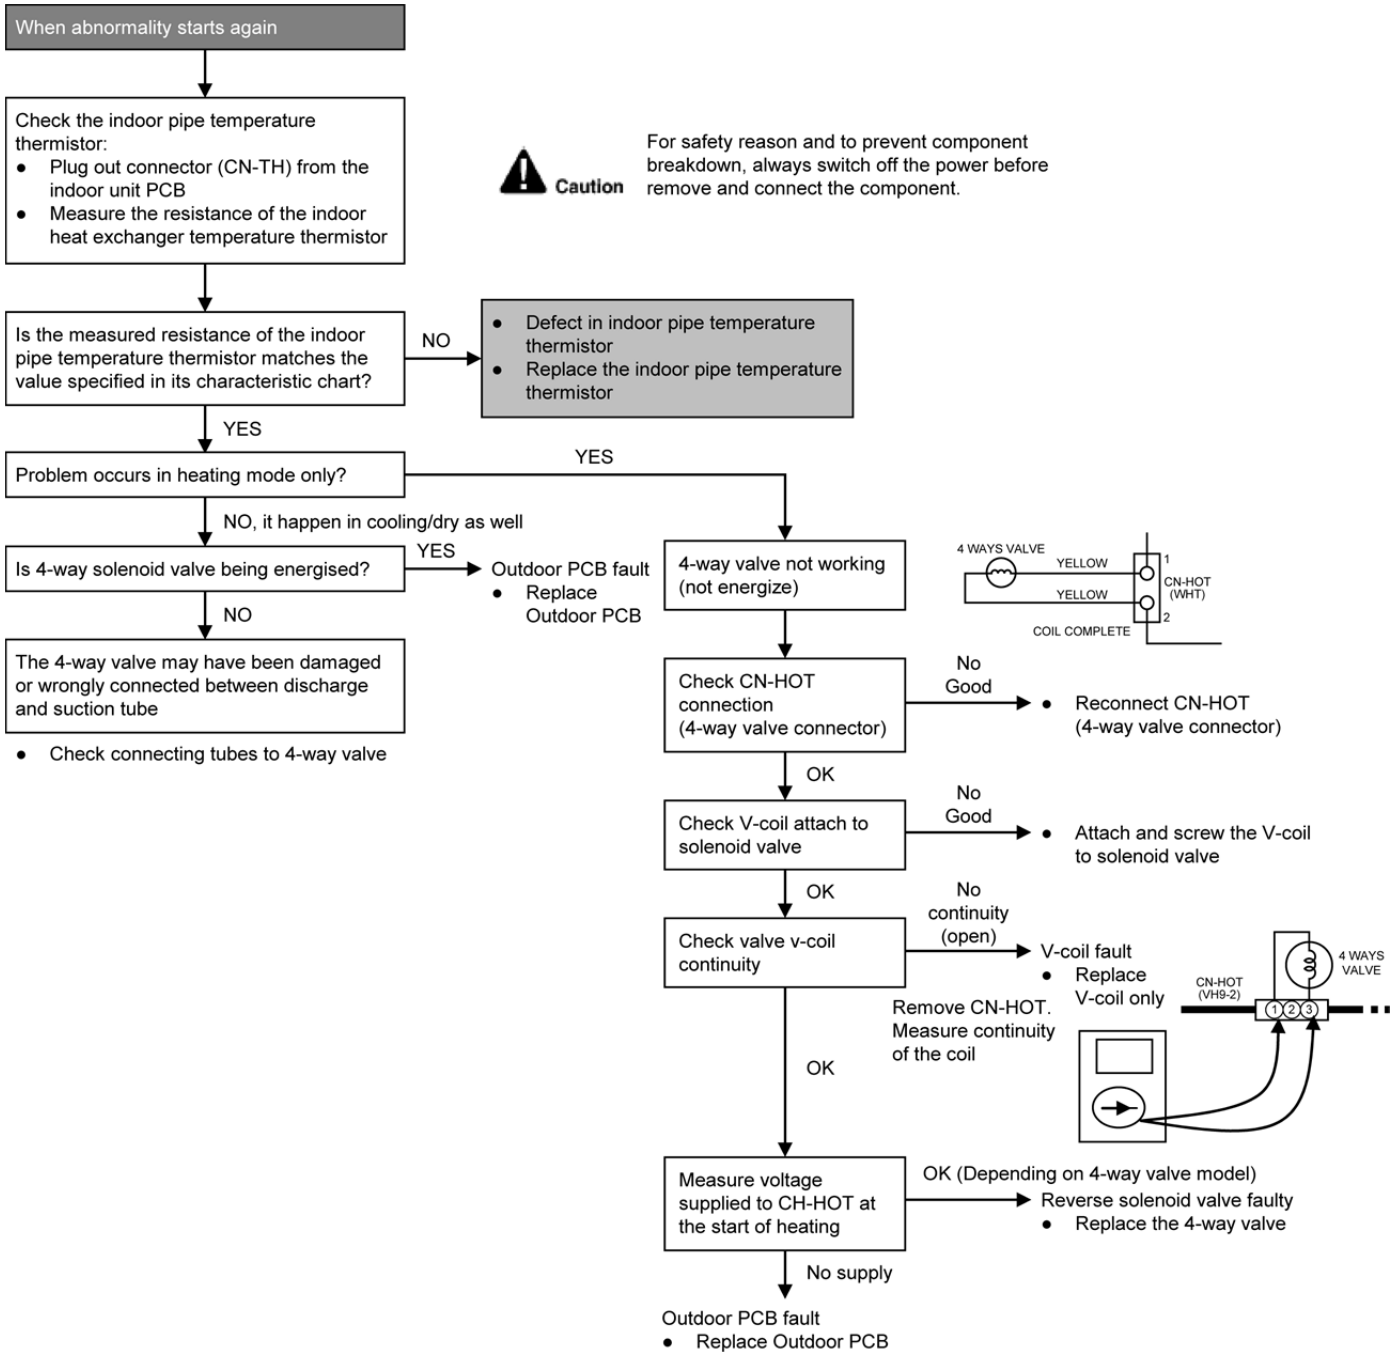 When abnormality starts again
Check the indoor pipe temperature
thermistor:
● Plug out connector (CN-TH) from the
indoor unit PCB
● Measure the resistance of the indoor
heat exchanger temperature thermistor
Caution
For safety reason and to prevent component
breakdown, always switch off the power before
remove and connect the component.
Is the measured resistance of the indoor
pipe temperature thermistor matches the
value specified in its characteristic chart?
NO
● Defect in indoor pipe temperature
thermistor
● Replace the indoor pipe temperature
thermistor
YES
Problem occurs in heating mode only?
YES
NO, it happen in cooling/dry as well
Is 4-way solenoid valve being energised?
YES
Outdoor PCB fault
● Replace
Outdoor PCB
NO
The 4-way valve may have been damaged
or wrongly connected between discharge
and suction tube
● Check connecting tubes to 4-way valve
4-way valve not working
(not energize)
4 WAYS VALVE
YELLOW
YELLOW
1
CN-HOT
(WHT)
2
COIL COMPLETE
Check CN-HOT
connection
(4-way valve connector)
No
Good
● Reconnect CN-HOT
(4-way valve connector)
OK
Check V-coil attach to
solenoid valve
No
Good
● Attach and screw the V-coil
to solenoid valve
OK
Check valve v-coil
continuity
No
continuity
(open)
V-coil fault
● Replace
V-coil only
Remove CN-HOT.
Measure continuity
of the coil
4 WAYS
VALVE
CN-HOT
(VH9-2)
1 2 3
OK
Measure voltage
supplied to CH-HOT at
the start of heating
OK (Depending on 4-way valve model)
Reverse solenoid valve faulty
● Replace the 4-way valve
No supply
Outdoor PCB fault
● Replace Outdoor PCB